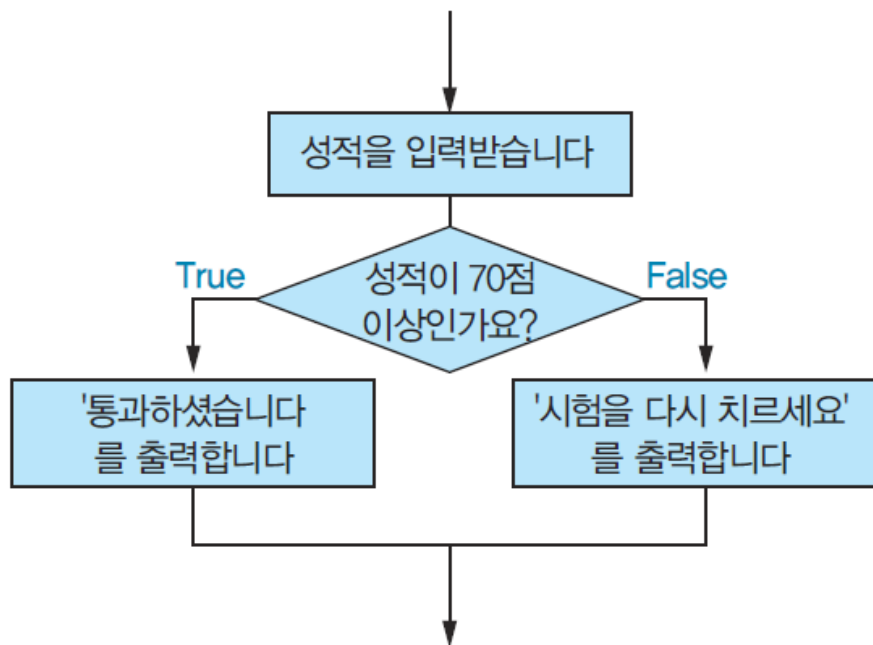 성적을 입력받습니다
True
성적이 70점
이상인가요?
False
'통과하셨습니다
를 출력합니다
'시험을 다시 치르세요'
를 출력합니다